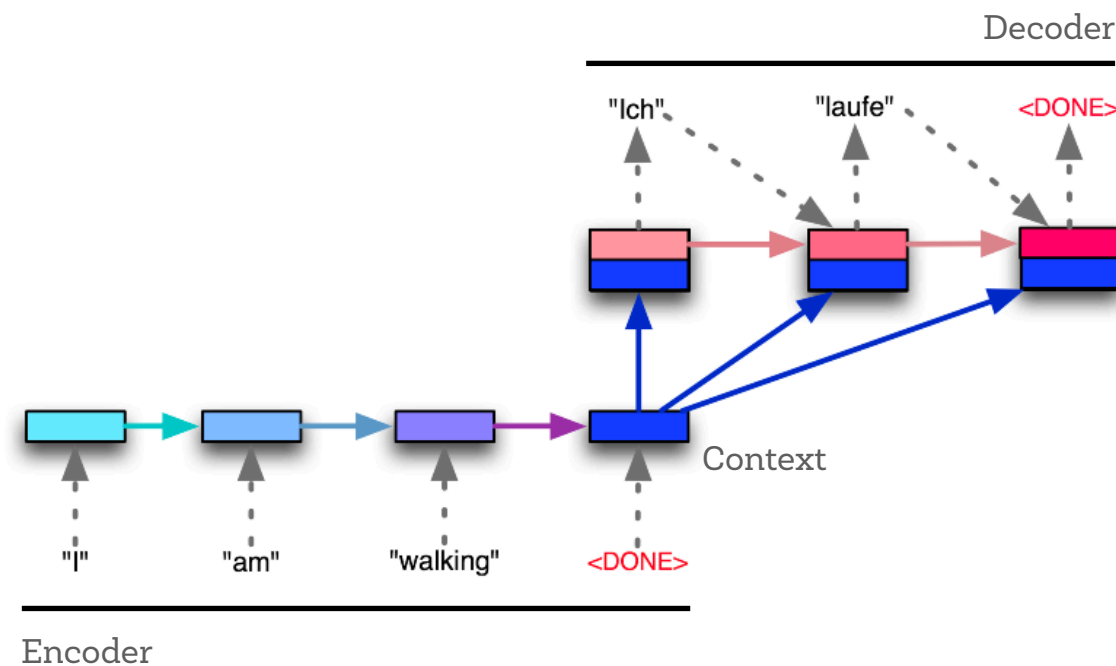 Decoder
"Ich" "laufe" <DONE>
Context
"I" "am" "walking" <DONE>
Encoder